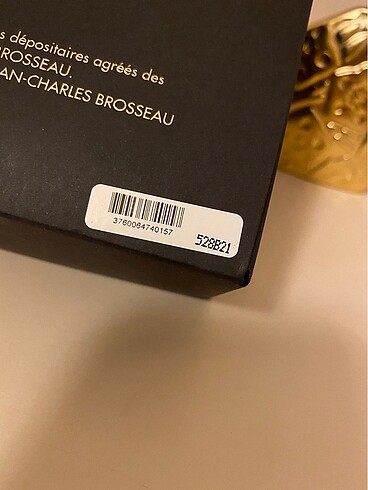 s dépositaires agréés des
BROSSEAU.
AN-CHARLES BROSSEAU
3760064740157
528B21